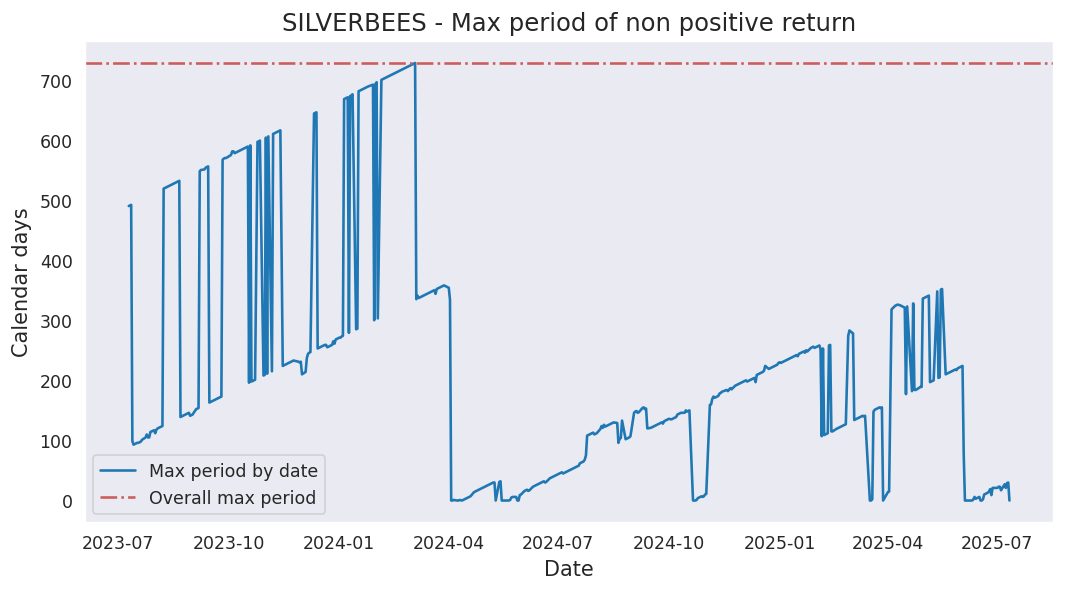 SILVERBEES - Max period of non positive return
Calendar days
700
600
500
400
300
200
100
0
Max period by date
Overall max period
2023-07 2023-10 2024-01 2024-04 2024-07 2024-10 2025-01 2025-04 2025-07
Date